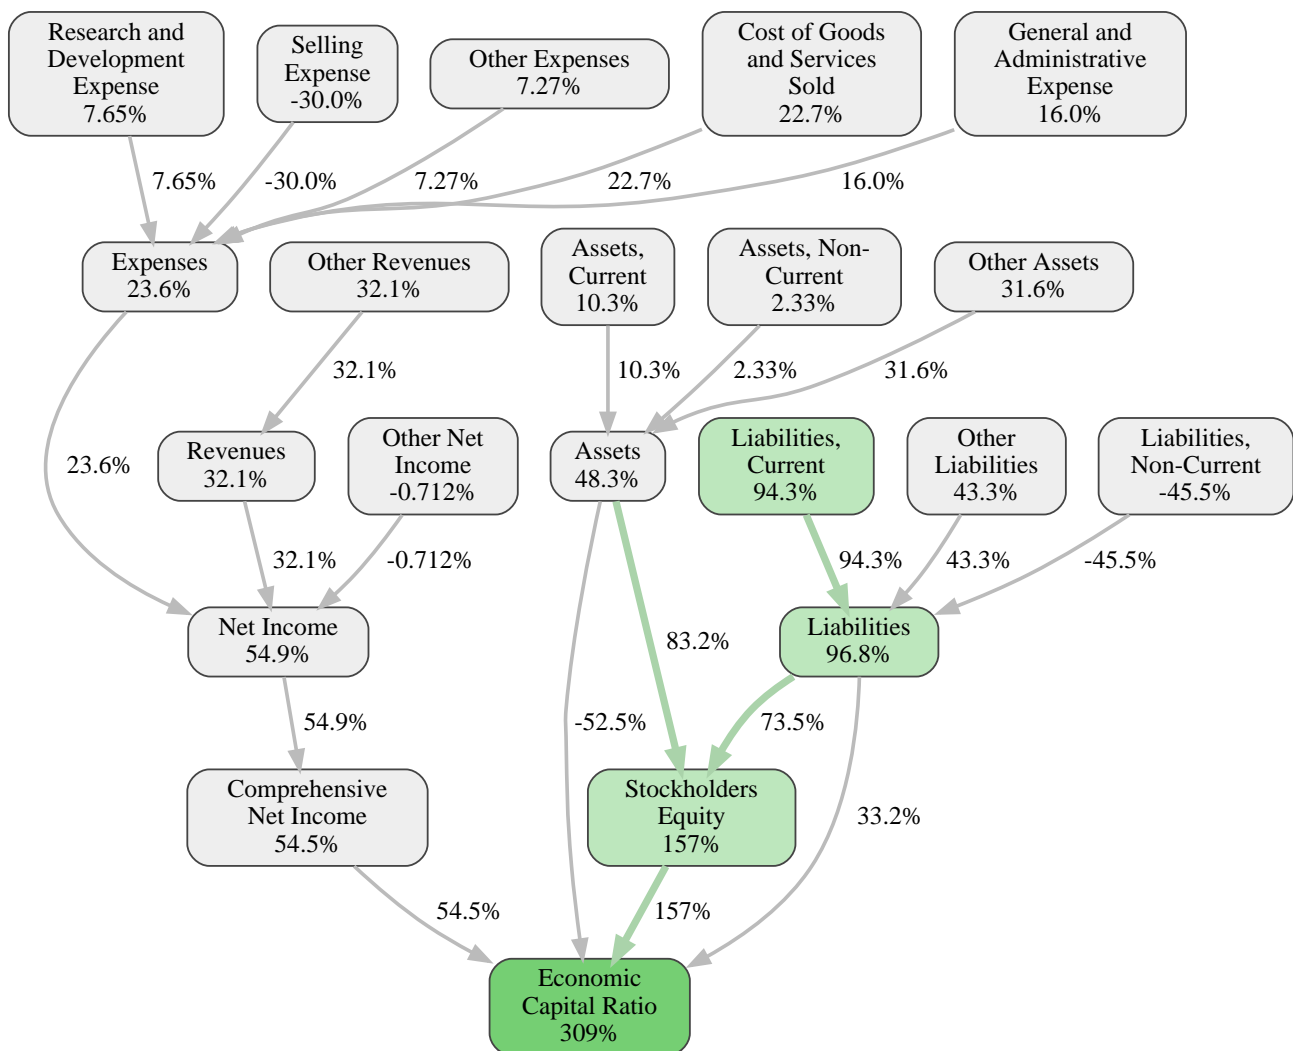 Research and
Development
Expense
7.65%
Selling
Expense
-30.0%
Other Expenses
7.27%
Cost of Goods
and Services
Sold
22.7%
General and
Administrative
Expense
16.0%
7.65%
-30.0%
7.27%
22.7%
16.0%
Expenses
23.6%
Other Revenues
32.1%
Assets,
Current
10.3%
Assets, Non-
Current
2.33%
Other Assets
31.6%
32.1%
10.3%
2.33%
31.6%
23.6%
Revenues
32.1%
Other Net
Income
-0.712%
Assets
48.3%
Liabilities,
Current
94.3%
Other
Liabilities
43.3%
Liabilities,
Non-Current
-45.5%
32.1%
-0.712%
94.3%
43.3%
-45.5%
Net Income
54.9%
83.2%
Liabilities
96.8%
54.9%
-52.5%
73.5%
Comprehensive
Net Income
54.5%
Stockholders
Equity
157%
33.2%
54.5%
157%
Economic
Capital Ratio
309%